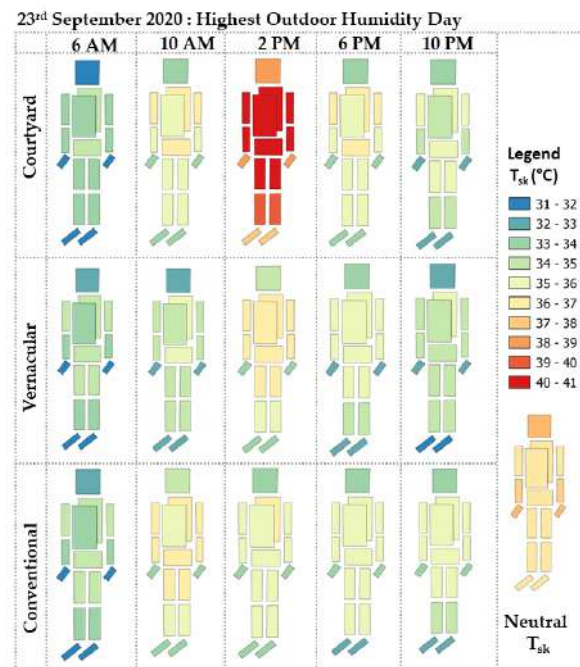 23rd September 2020 : Highest Outdoor Humidity Day
6 AM 10 AM 2 PM 6 PM 10 PM
Courtyard
Vernacular
Conventional
Legend
Tsk (°C)
31 - 32
32 - 33
33 - 34
34 - 35
35 - 36
36 - 37
37 - 38
38 - 39
39 - 40
40 - 41
Neutral
Tsk